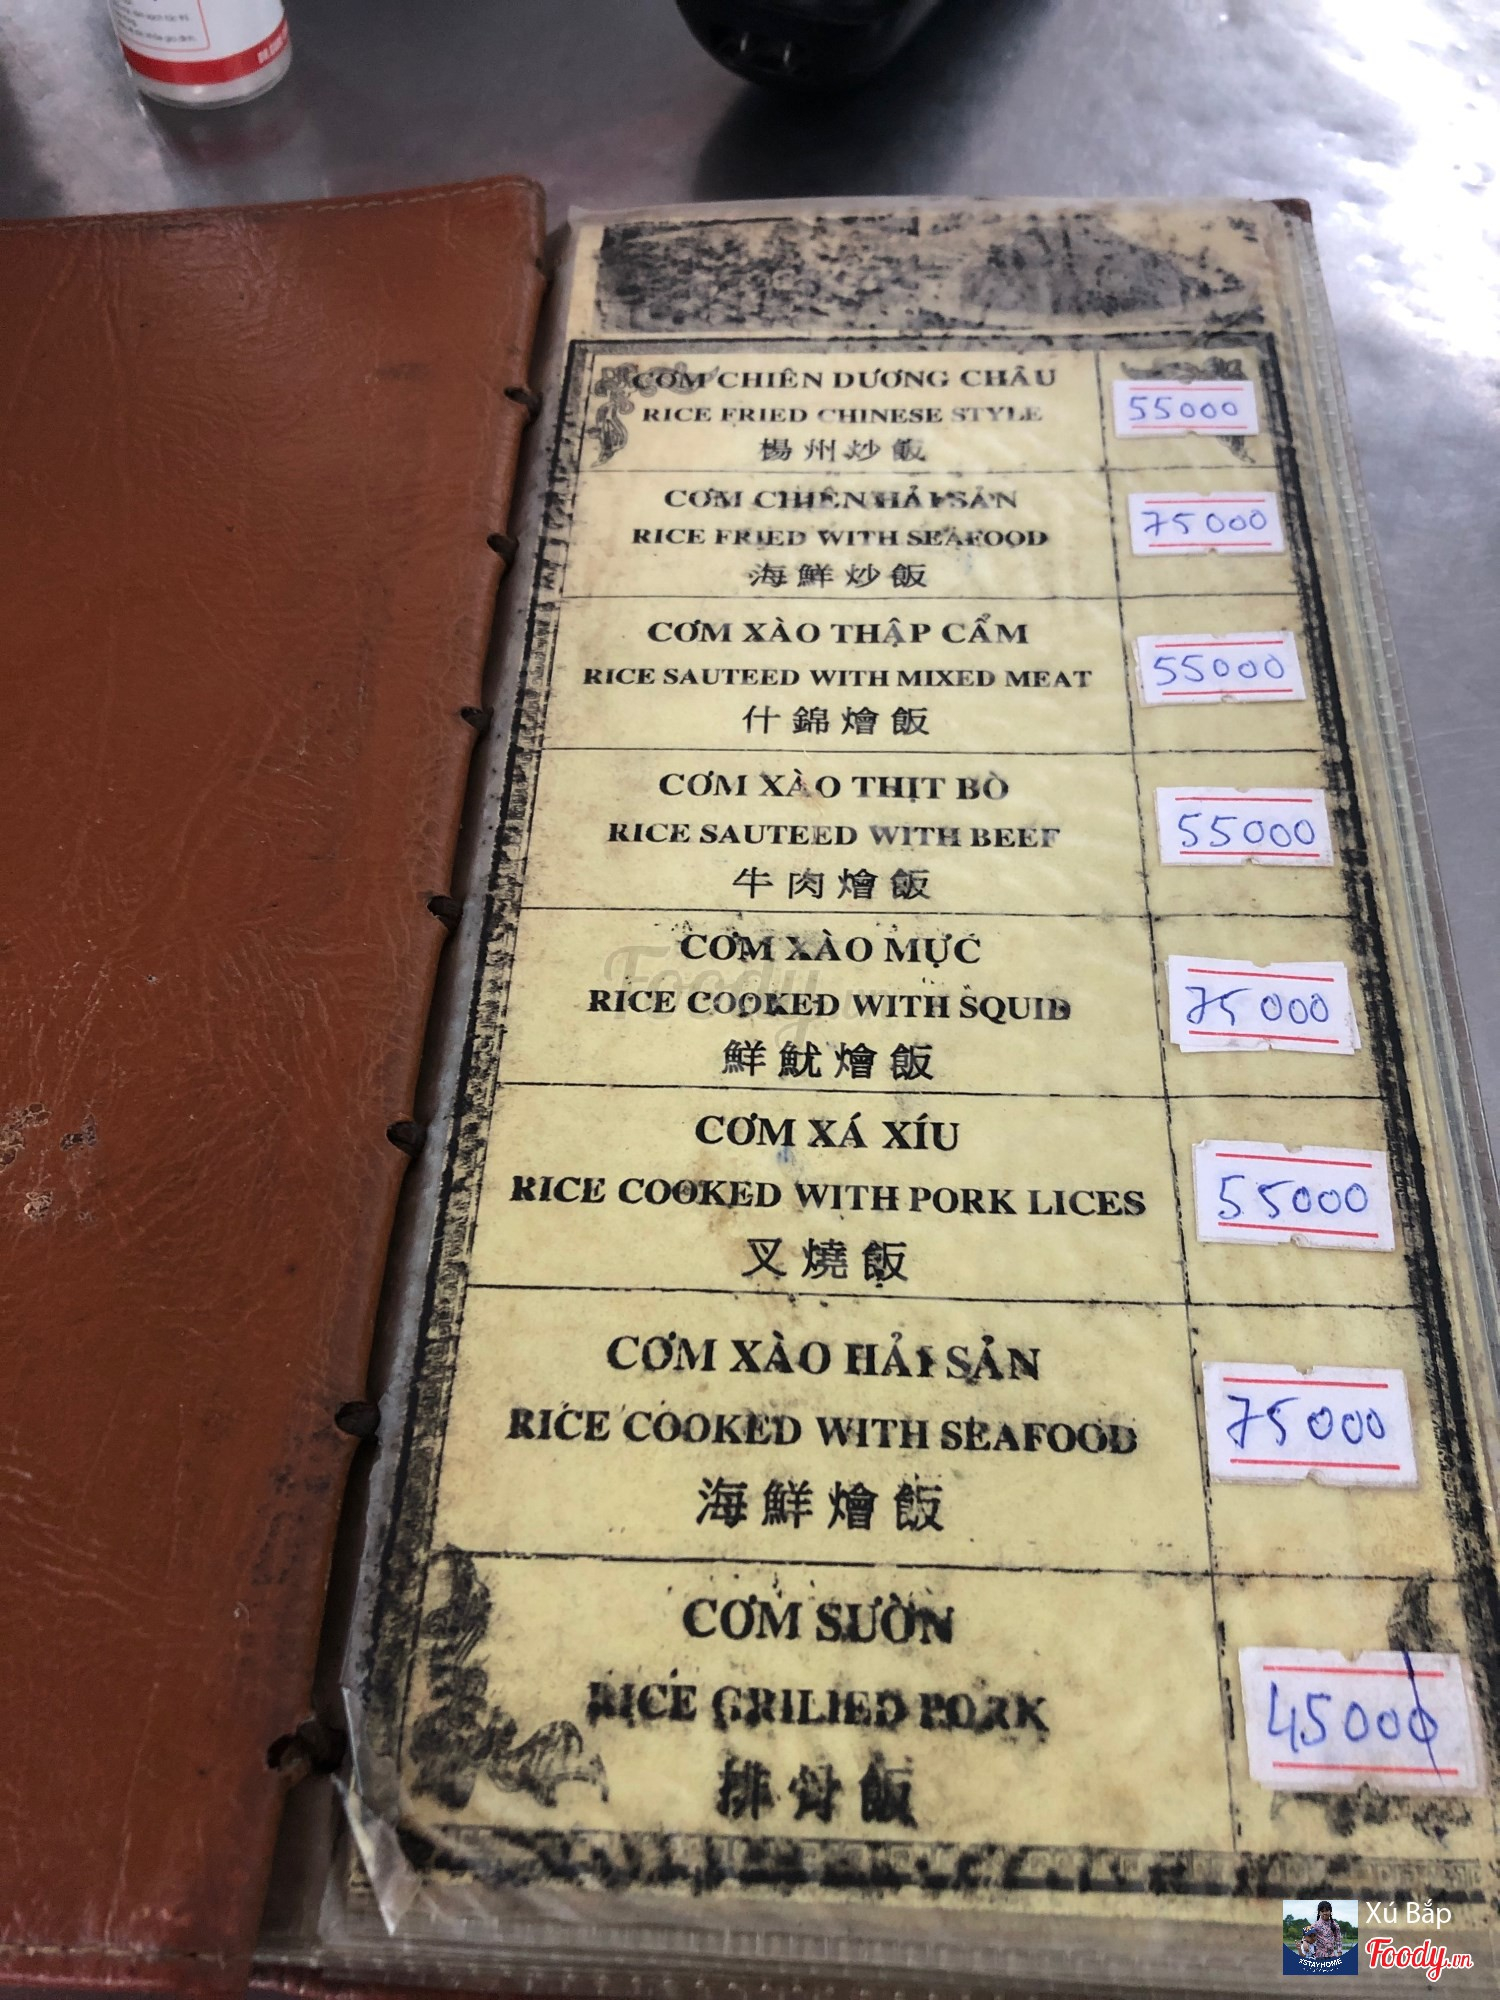 CƠM CHIÊN DƯƠNG CHÂU
55000
RICE FRIED CHINESE STYLE
楊州炒飯
CƠM CHIÊN HẢI SẢN
75000
RICE FRIED WITH SEAFOOD
海鮮炒飯
CƠM XÀO THẬP CẨM
55000
RICE SAUTEED WITH MIXED MEAT
什錦燴飯
CƠM XÀO THỊT BÒ
55000
RICE SAUTEED WITH BEEF
牛肉燴飯
CƠM XÀO MỰC
75000
RICE COOKED WITH SQUID
鮮魷燴飯
CƠM XÁ XÍU
55000
RICE COOKED WITH PORK LICES
叉燒飯
CƠM XÀO HẢI SẢN
75000
RICE COOKED WITH SEAFOOD
海鮮燴飯
CƠM SƯỜN
45000
RICE GRILIED PORK
排骨飯
Foody
Xú Bắp
Foody.vn